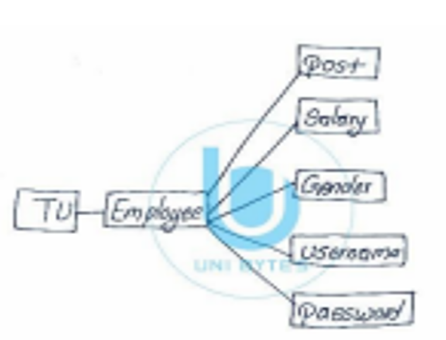 Post
Salary
Gender
TU
Employee
Username
Password
UNI BYTES